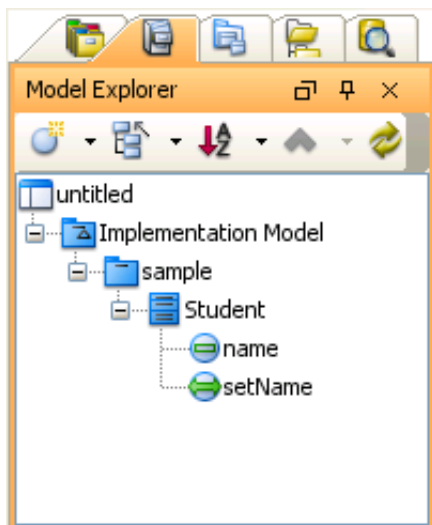 Model Explorer
untitled
Implementation Model
sample
Student
name
setName